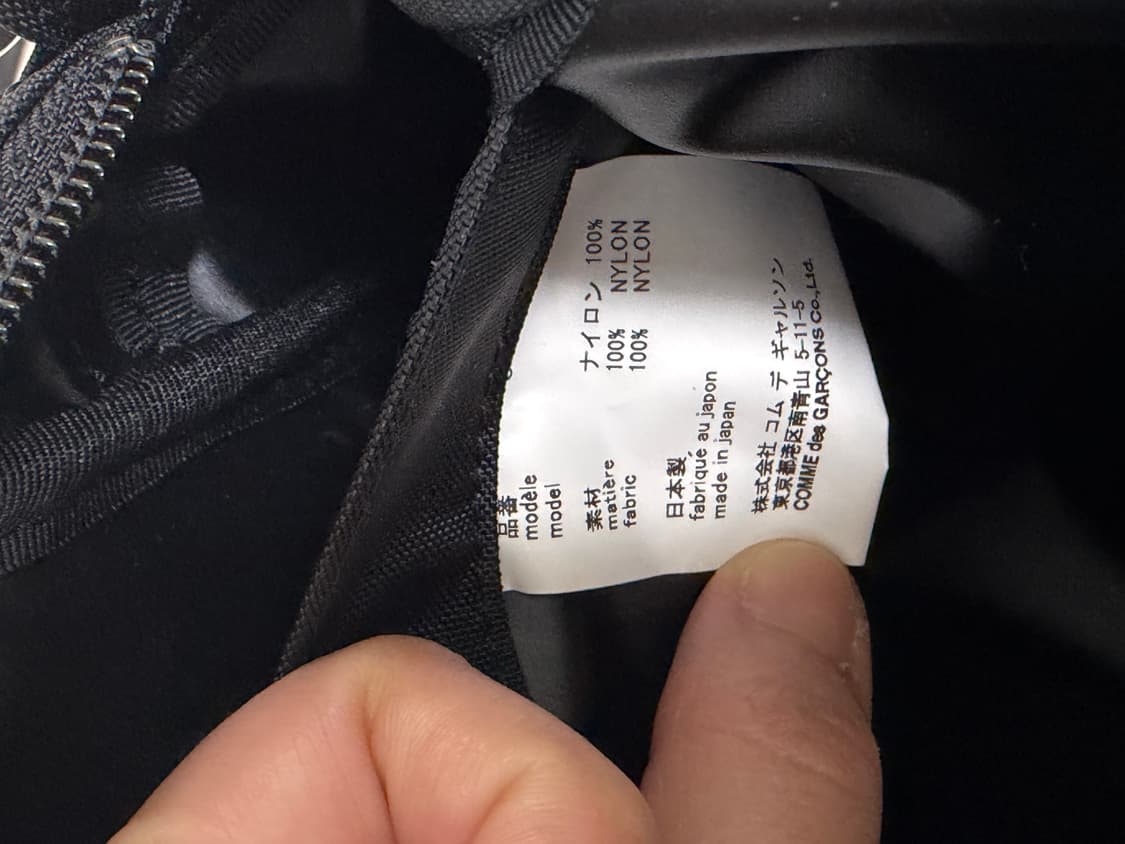 品番
modèle
model
素材 ナイロン 100%
matière 100% NYLON
fabric 100% NYLON
日本製
fabriqué au japon
made in japan
株式会社 コム デ ギャルソン
東京都港区南青山 5-11-5
COMME des GARÇONS Co.,Ltd.